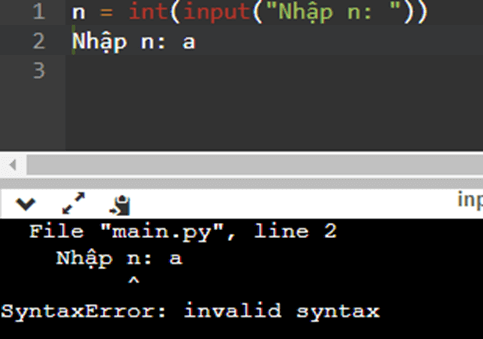 1 n = int(input("Nhập n: "))
2 Nhập n: a
3
inp
File "main.py", line 2
Nhập n: a
^
SyntaxError: invalid syntax